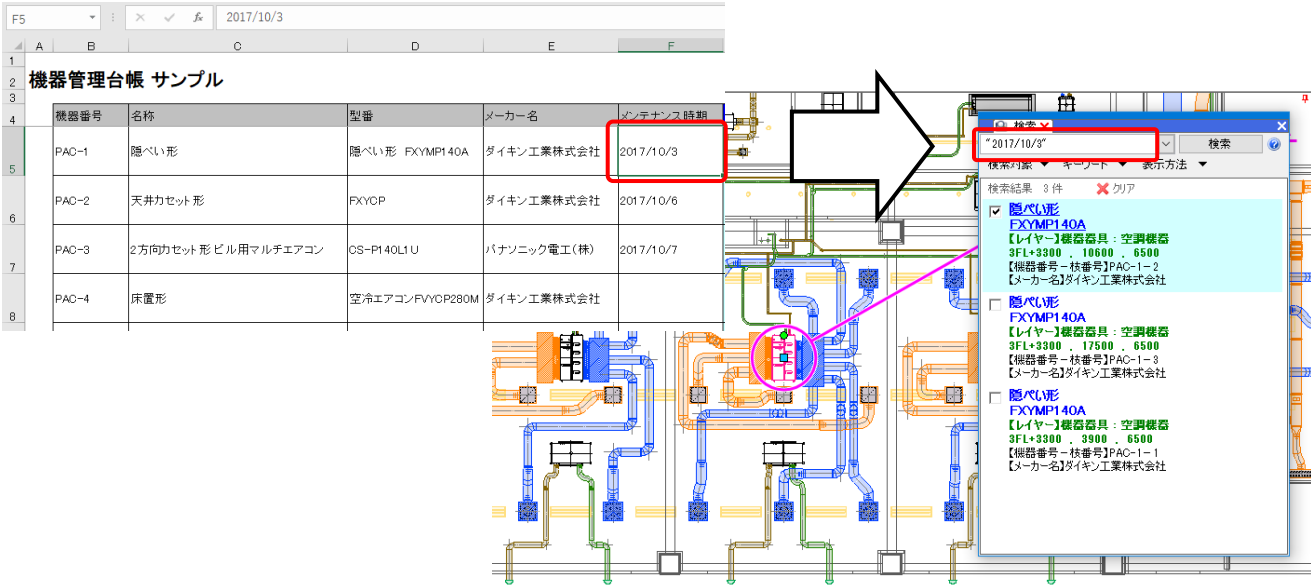 F5
fx
2017/10/3
A B C D E F
1
2 機器管理台帳 サンプル
3
4 機器番号 名称 型番 メーカー名 メンテナンス時期
5 PAC-1 隠ぺい形 隠ぺい形 FXYMP140A ダイキン工業株式会社 2017/10/3
6 PAC-2 天井カセット形 FXYCP ダイキン工業株式会社 2017/10/6
7 PAC-3 2方向カセット形ビル用マルチエアコン CS-P140L1U パナソニック電工(株) 2017/10/7
8 PAC-4 床置形 空冷エアコンFVYCP280M ダイキン工業株式会社
検索
"2017/10/3"
検索
検索対象 キーワード 表示方法
検索結果 3件 クリア
隠ぺい形
FXYMP140A
【レイヤー】機器器具:空調機器
3FL+3300 , 10600 , 6500
【機器番号-枝番号】PAC-1-2
【メーカー名】ダイキン工業株式会社
隠ぺい形
FXYMP140A
【レイヤー】機器器具:空調機器
3FL+3300 , 17500 , 6500
【機器番号-枝番号】PAC-1-3
【メーカー名】ダイキン工業株式会社
隠ぺい形
FXYMP140A
【レイヤー】機器器具:空調機器
3FL+3300 , 3900 , 6500
【機器番号-枝番号】PAC-1-1
【メーカー名】ダイキン工業株式会社